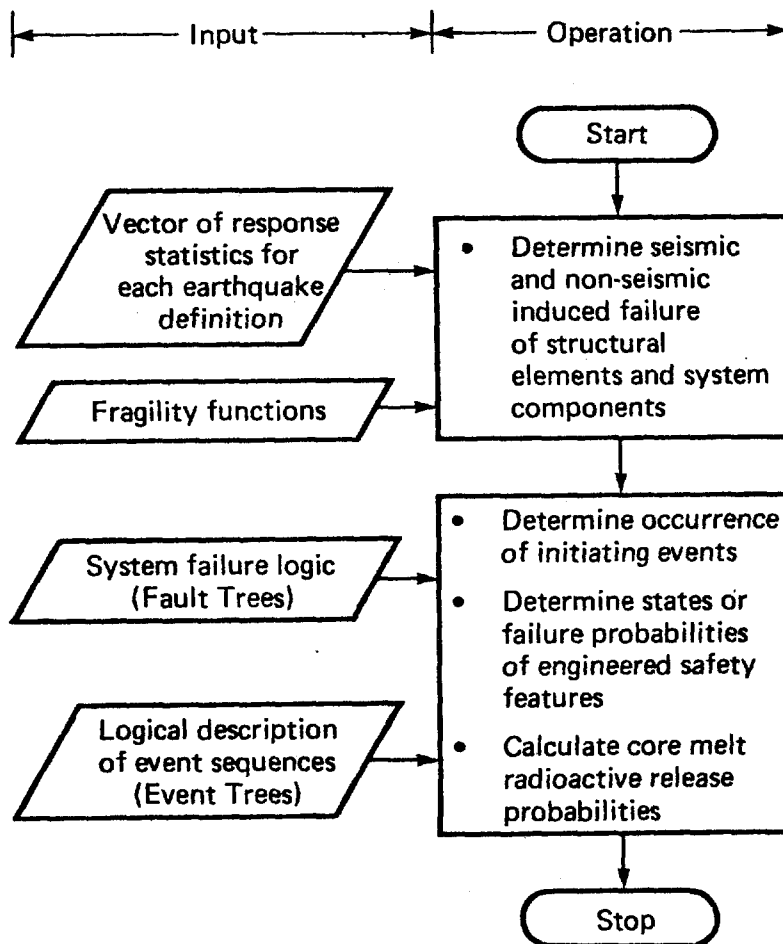 Input
Operation
Start
Vector of response
statistics for
each earthquake
definition
• Determine seismic
and non-seismic
induced failure
of structural
elements and system
components
Fragility functions
• Determine occurrence
of initiating events
System failure logic
(Fault Trees)
• Determine states or
failure probabilities
of engineered safety
features
Logical description
of event sequences
(Event Trees)
• Calculate core melt
radioactive release
probabilities
Stop